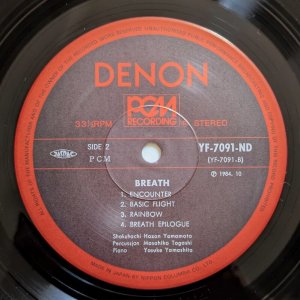 DENON
PCM
RECORDING
33⅓RPM STEREO
SIDE 2 YF-7091-ND
PCM (YF-7091-B)
BREATH ℗ 1984. 10
1. ENCOUNTER
2. BASIC FLIGHT
3. RAINBOW
4. BREATH EPILOGUE
Shakuhachi Hozan Yamamoto
Percussion Masahiko Togashi
Piano Yosuke Yamashita
MADE IN JAPAN BY NIPPON COLUMBIA CO., LTD.